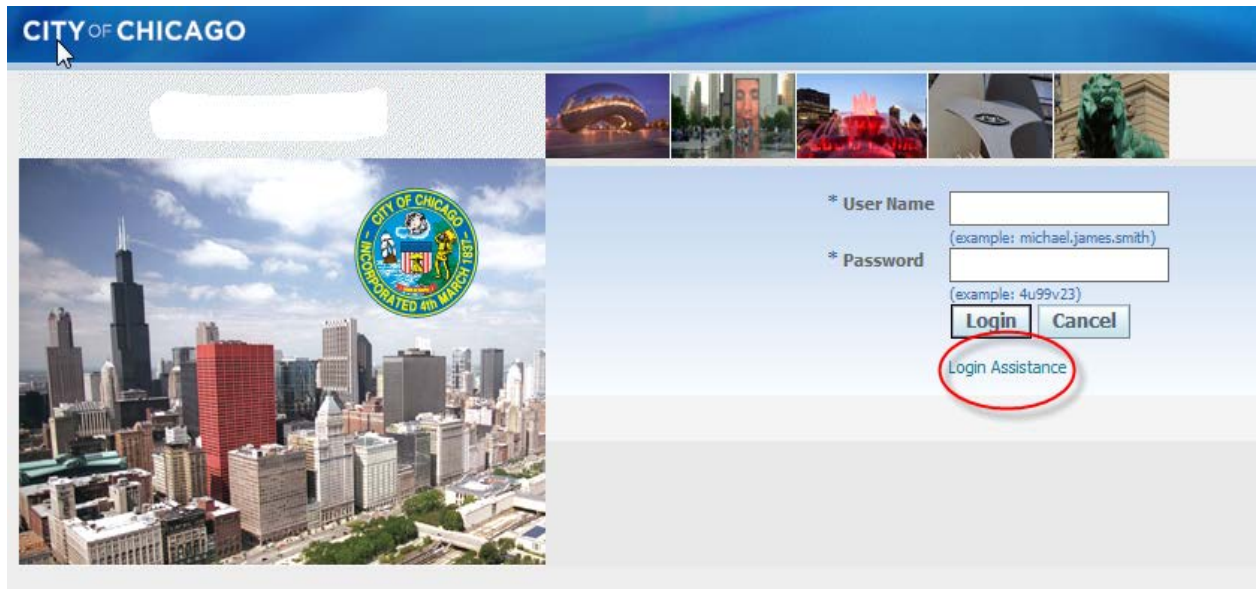 CITY OF CHICAGO
CITY OF CHICAGO
INCORPORATED 4th MARCH 1837
* User Name
(example: michael.james.smith)
* Password
(example: 4u99v23)
Login Cancel
Login Assistance